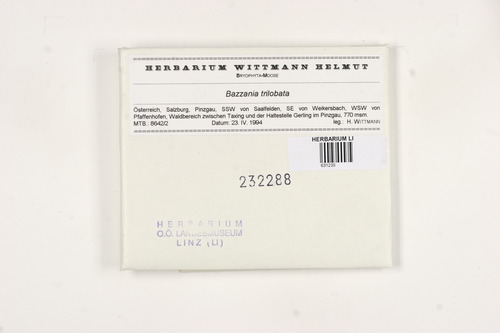 HERBARIUM WITTMANN HELMUT
BRYOPHYTA-MOOSE
Bazzania trilobata
Österreich, Salzburg, Pinzgau, SSW von Saalfelden, SE von Weikersbach, WSW von
Pfaffenhofen, Waldbereich zwischen Taxing und der Haltestelle Gerling im Pinzgau, 770 msm.
MTB.: 8642/2 Datum: 23. IV. 1994 leg.: H. WITTMANN
HERBARIUM LI
232288
HERBARIUM
O.Ö. LANDESMUSEUM
LINZ (LI)